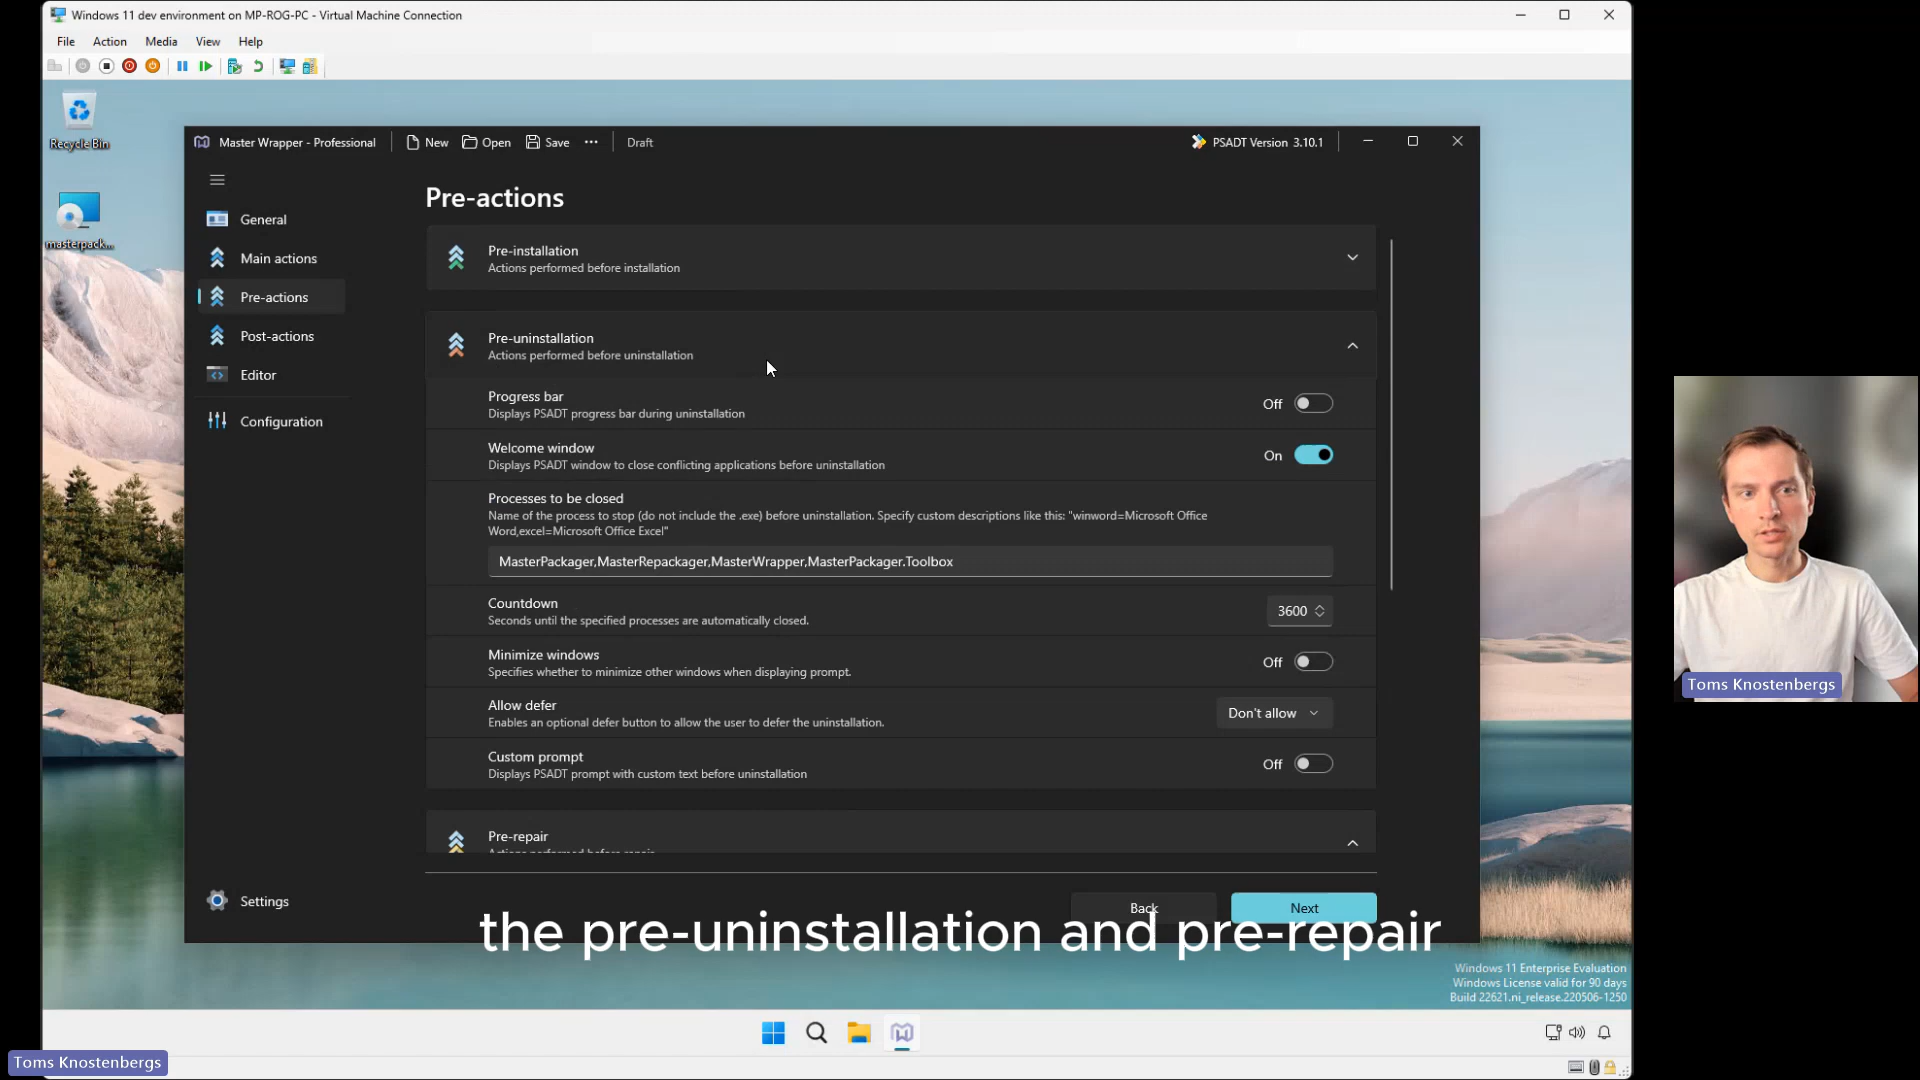 Windows 11 dev environment on MP-ROG-PC - Virtual Machine Connection
File Action Media View Help
Recycle Bin
masterpack...
Master Wrapper - Professional New Open Save ••• Draft PSADT Version 3.10.1
General
Main actions
Pre-actions
Post-actions
Editor
Configuration
Settings
Pre-actions
Pre-installation
Actions performed before installation
Pre-uninstallation
Actions performed before uninstallation
Progress bar
Displays PSADT progress bar during uninstallation
Off
Welcome window
Displays PSADT window to close conflicting applications before uninstallation
On
Processes to be closed
Name of the process to stop (do not include the .exe) before uninstallation. Specify custom descriptions like this: "winword=Microsoft Office
Word,excel=Microsoft Office Excel"
MasterPackager,MasterRepackager,MasterWrapper,MasterPackager.Toolbox
Countdown
Seconds until the specified processes are automatically closed.
3600
Minimize windows
Specifies whether to minimize other windows when displaying prompt.
Off
Allow defer
Enables an optional defer button to allow the user to defer the uninstallation.
Don't allow
Custom prompt
Displays PSADT prompt with custom text before uninstallation
Off
Pre-repair
Actions performed before repair
Back
Next
the pre-uninstallation and pre-repair
Windows 11 Enterprise Evaluation
Windows License valid for 90 days
Build 22621.ni_release.220506-1250
Toms Knostenbergs
Toms Knostenbergs